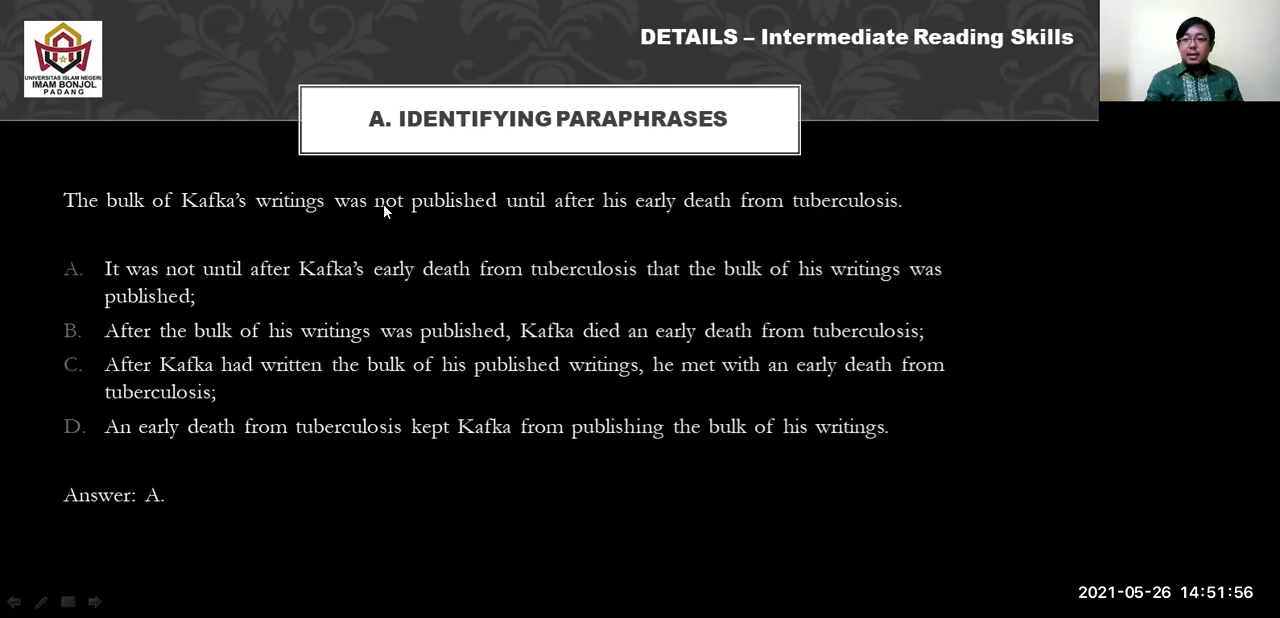 UNIVERSITAS ISLAM NEGERI
IMAM BONJOL
PADANG
DETAILS – Intermediate Reading Skills
A. IDENTIFYING PARAPHRASES
The bulk of Kafka's writings was not published until after his early death from tuberculosis.
A. It was not until after Kafka's early death from tuberculosis that the bulk of his writings was
published;
B. After the bulk of his writings was published, Kafka died an early death from tuberculosis;
C. After Kafka had written the bulk of his published writings, he met with an early death from
tuberculosis;
D. An early death from tuberculosis kept Kafka from publishing the bulk of his writings.
Answer: A.
2021-05-26 14:51:56